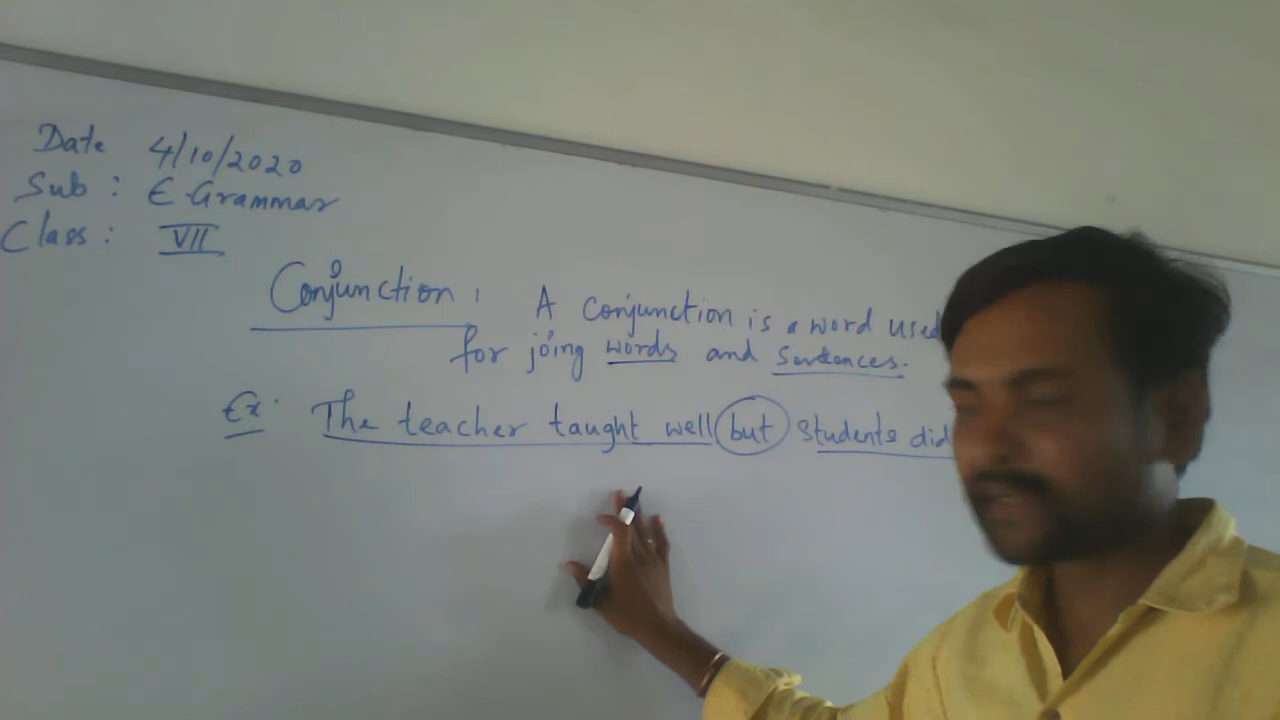 Date 4/10/2020
Sub : E Grammar
Class : VII
Conjunction : A conjunction is a word used
for joing words and sentences.
Ex. The teacher taught well but students did